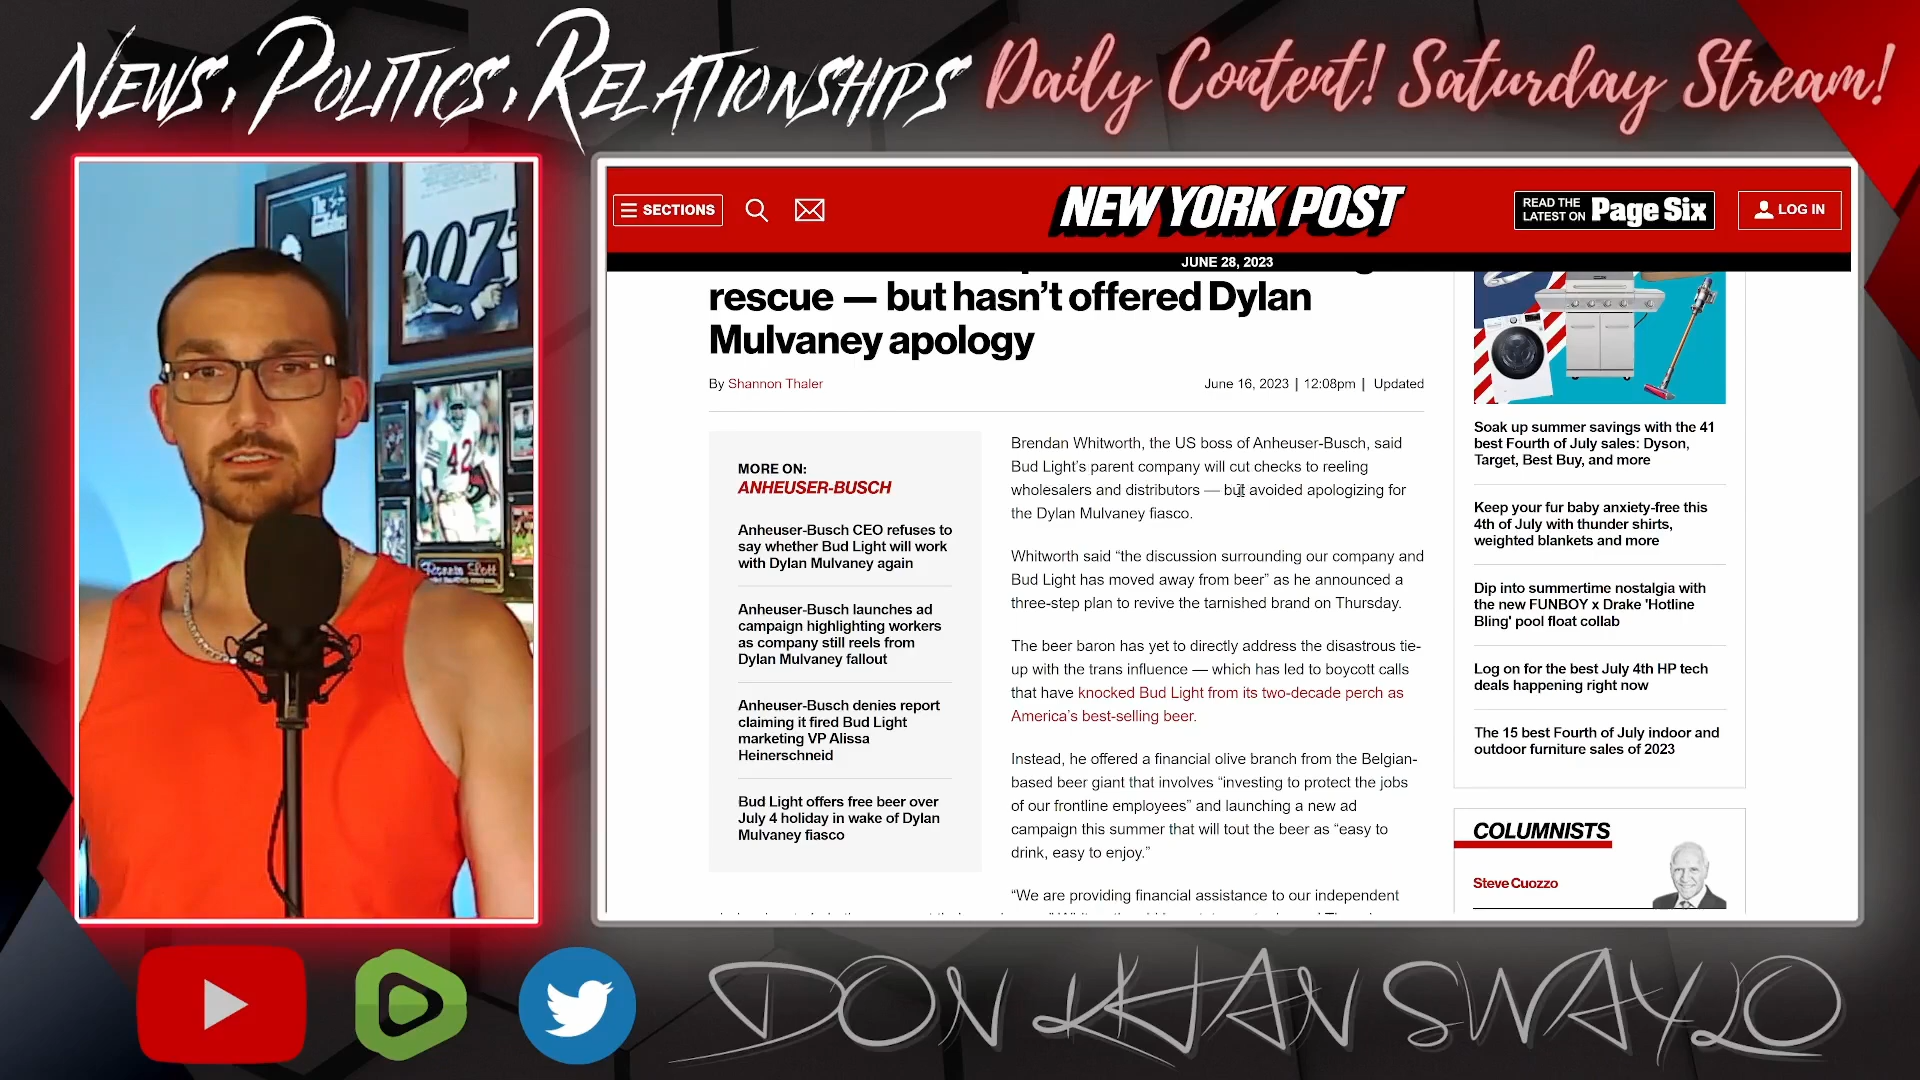 NEWS, POLITICS, RELATIONSHIPS
Daily Content! Saturday Stream!
007
42
Ronnie Lott
SECTIONS
NEW YORK POST
READ THE
LATEST ON Page Six
LOG IN
JUNE 28, 2023
rescue — but hasn't offered Dylan
Mulvaney apology
By Shannon Thaler
June 16, 2023 | 12:08pm | Updated
MORE ON:
ANHEUSER-BUSCH
Anheuser-Busch CEO refuses to
say whether Bud Light will work
with Dylan Mulvaney again
Anheuser-Busch launches ad
campaign highlighting workers
as company still reels from
Dylan Mulvaney fallout
Anheuser-Busch denies report
claiming it fired Bud Light
marketing VP Alissa
Heinerschneid
Bud Light offers free beer over
July 4 holiday in wake of Dylan
Mulvaney fiasco
Brendan Whitworth, the US boss of Anheuser-Busch, said
Bud Light's parent company will cut checks to reeling
wholesalers and distributors — but avoided apologizing for
the Dylan Mulvaney fiasco.
Whitworth said “the discussion surrounding our company and
Bud Light has moved away from beer” as he announced a
three-step plan to revive the tarnished brand on Thursday.
The beer baron has yet to directly address the disastrous tie-
up with the trans influence — which has led to boycott calls
that have knocked Bud Light from its two-decade perch as
America's best-selling beer.
Instead, he offered a financial olive branch from the Belgian-
based beer giant that involves “investing to protect the jobs
of our frontline employees” and launching a new ad
campaign this summer that will tout the beer as “easy to
drink, easy to enjoy.”
“We are providing financial assistance to our independent
Soak up summer savings with the 41
best Fourth of July sales: Dyson,
Target, Best Buy, and more
Keep your fur baby anxiety-free this
4th of July with thunder shirts,
weighted blankets and more
Dip into summertime nostalgia with
the new FUNBOY x Drake 'Hotline
Bling' pool float collab
Log on for the best July 4th HP tech
deals happening right now
The 15 best Fourth of July indoor and
outdoor furniture sales of 2023
COLUMNISTS
Steve Cuozzo
DON KHAN SWAYLO